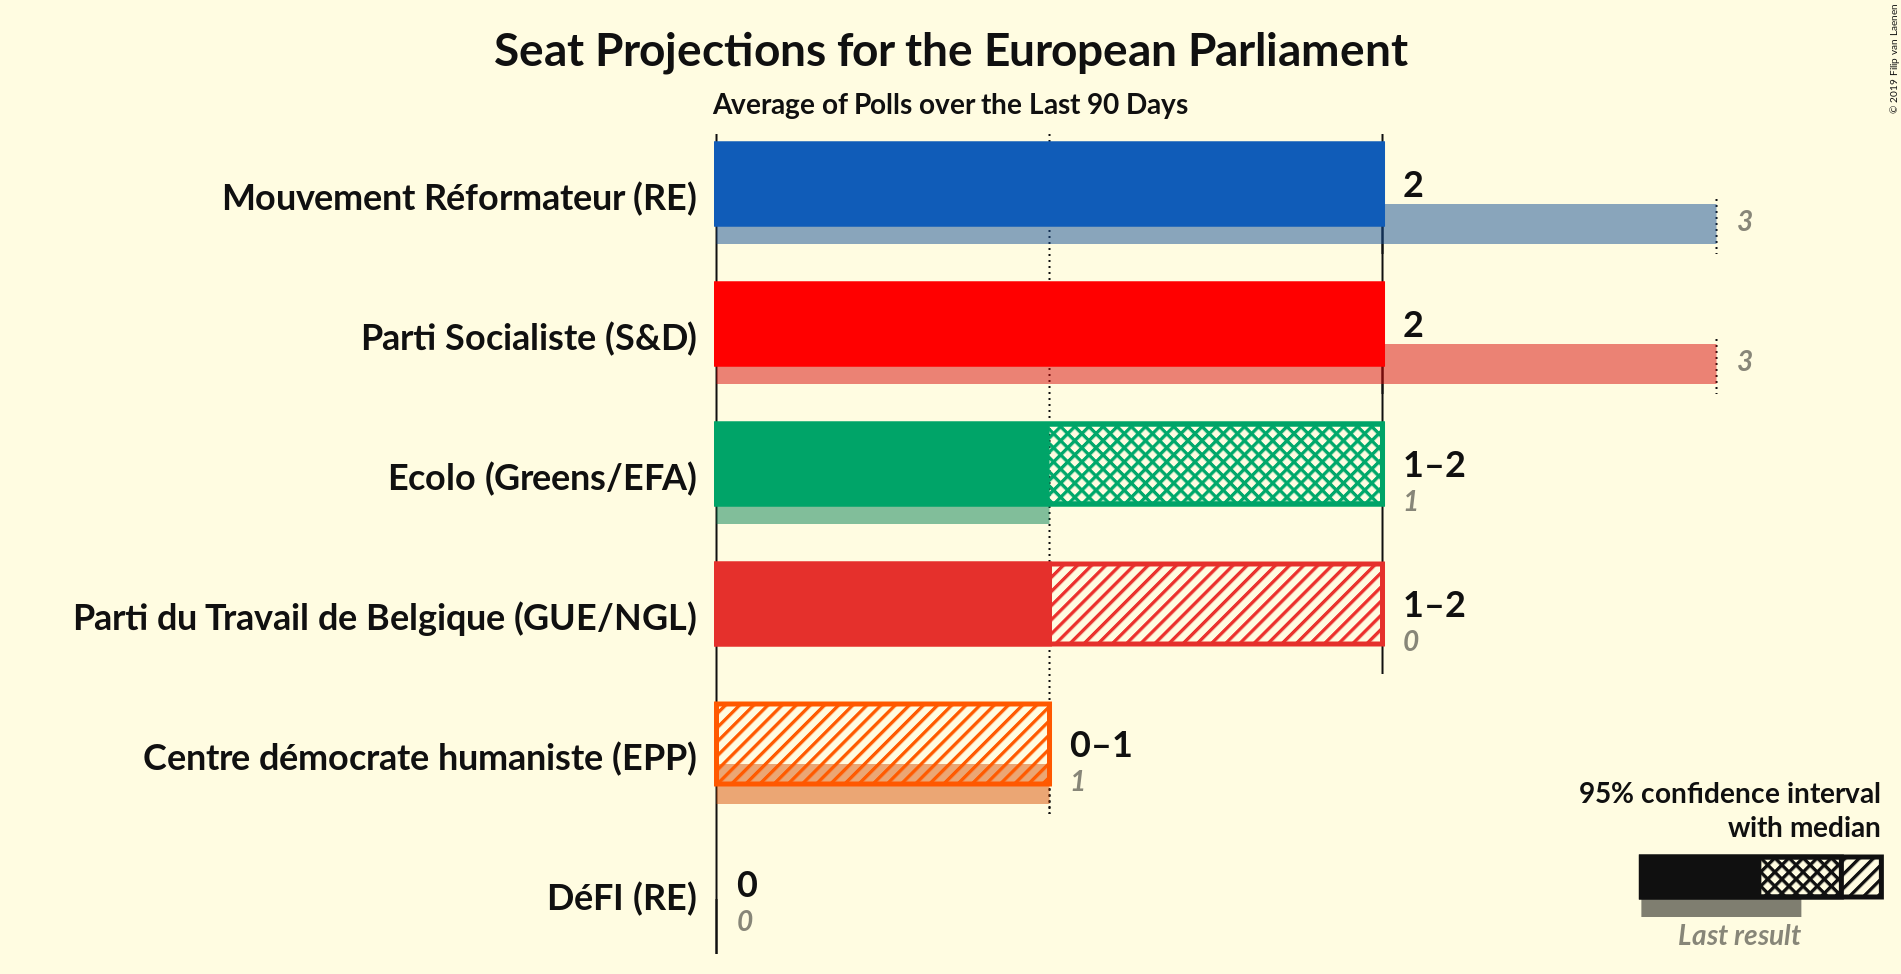 Seat Projections for the European Parliament
Average of Polls over the Last 90 Days
© 2019 Filip van Laenen
Mouvement Réformateur (RE)
2
3
Parti Socialiste (S&D)
2
3
Ecolo (Greens/EFA)
1–2
1
Parti du Travail de Belgique (GUE/NGL)
1–2
0
Centre démocrate humaniste (EPP)
0–1
1
DéFI (RE)
0
0
95% confidence interval
with median
Last result